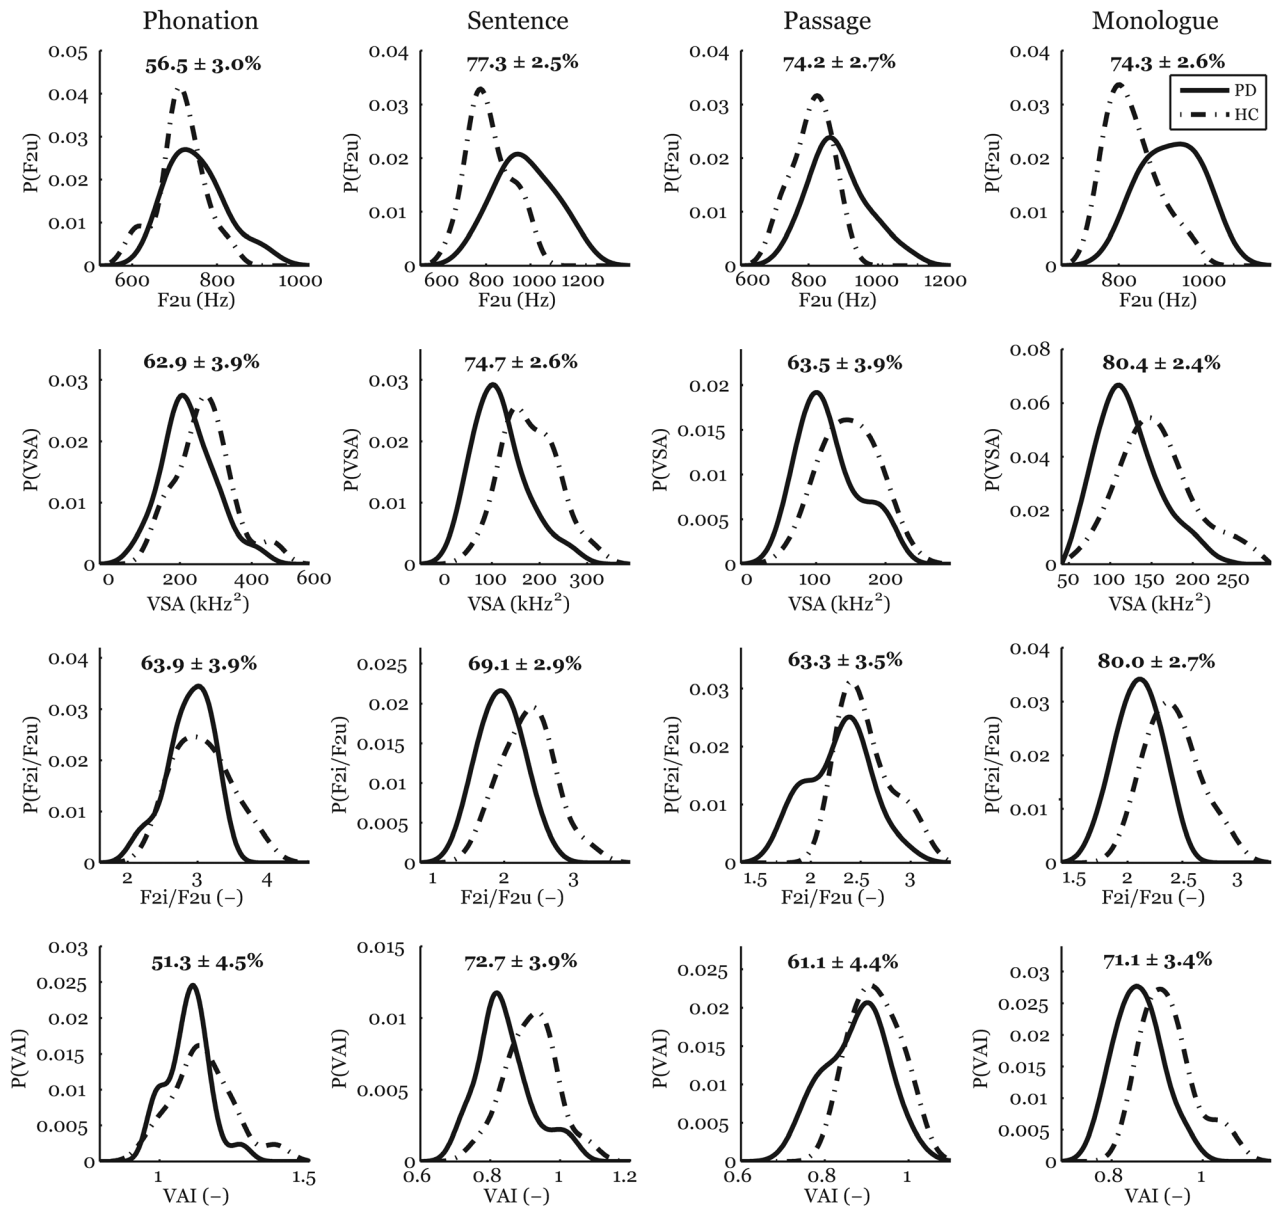 Phonation Sentence Passage Monologue
0.05 0.04 0.04 0.04
56.5 ± 3.0% 77.3 ± 2.5% 74.2 ± 2.7% 74.3 ± 2.6%
PD
HC
0.04 0.03 0.03 0.03
0.03 0.02 0.02 0.02
0.02 0.01 0.01 0.01
0.01
P(F2u) P(F2u) P(F2u) P(F2u)
0 0 0 0
600 800 1000 600 800 1000 1200 600 800 1000 1200 800 1000
F2u (Hz) F2u (Hz) F2u (Hz) F2u (Hz)
0.08
62.9 ± 3.9% 74.7 ± 2.6% 63.5 ± 3.9% 80.4 ± 2.4%
0.03 0.03 0.02 0.06
0.02 0.02 0.015 0.04
0.01 0.01 0.01 0.02
0.005
P(VSA) P(VSA) P(VSA) P(VSA)
0 0 0 0
0 200 400 600 0 100 200 300 0 100 200 50 100 150 200 250
VSA (kHz²) VSA (kHz²) VSA (kHz²) VSA (kHz²)
0.04 0.025 0.03 0.04
63.9 ± 3.9% 69.1 ± 2.9% 63.3 ± 3.5% 80.0 ± 2.7%
0.03 0.02 0.02 0.03
0.02 0.015 0.01 0.02
0.01 0.01 0.01
0.005
P(F2i/F2u) P(F2i/F2u) P(F2i/F2u) P(F2i/F2u)
0 0 0 0
2 3 4 1 2 3 1.5 2 2.5 3 1.5 2 2.5 3
F2i/F2u (–) F2i/F2u (–) F2i/F2u (–) F2i/F2u (–)
0.03 0.015
51.3 ± 4.5% 72.7 ± 3.9% 61.1 ± 4.4% 71.1 ± 3.4%
0.025 0.01 0.025 0.03
0.02 0.005 0.02 0.025
0.015 0.015 0.02
0.01 0.01 0.015
0.005 0.005 0.01
0.005
P(VAI) P(VAI) P(VAI) P(VAI)
0 0 0 0
1 1.5 0.6 0.8 1 1.2 0.6 0.8 1 0.8 1
VAI (–) VAI (–) VAI (–) VAI (–)